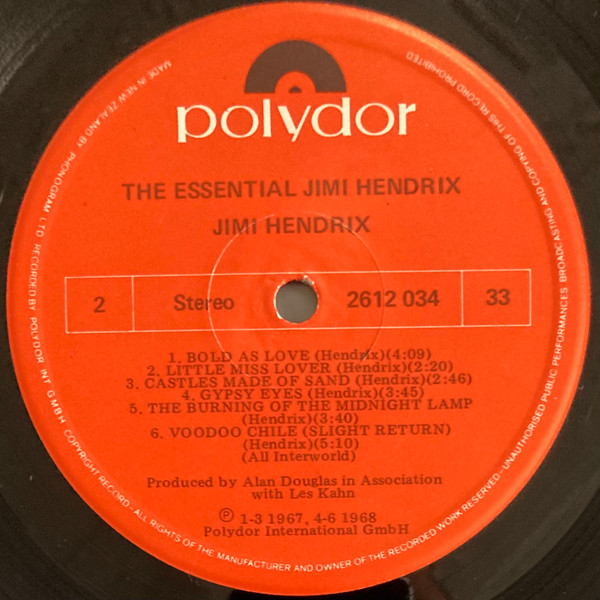 polydor
THE ESSENTIAL JIMI HENDRIX
JIMI HENDRIX
2 Stereo 2612 034 33
1. BOLD AS LOVE (Hendrix)(4:09)
2. LITTLE MISS LOVER (Hendrix)(2:20)
3. CASTLES MADE OF SAND (Hendrix)(2:46)
4. GYPSY EYES (Hendrix)(3:45)
5. THE BURNING OF THE MIDNIGHT LAMP
(Hendrix)(3:40)
6. VOODOO CHILE (SLIGHT RETURN)
(Hendrix)(5:10)
(All Interworld)
Produced by Alan Douglas in Association
with Les Kahn
℗ 1-3 1967, 4-6 1968
Polydor International GmbH
MADE IN NEW ZEALAND BY PHONOGRAM LTD RECORDED BY POLYDOR INT GMBH COPYRIGHT RECORD - ALL RIGHTS OF THE MANUFACTURER AND OWNER OF THE RECORDED WORK RESERVED - UNAUTHORISED PUBLIC PERFORMANCES BROADCASTING AND COPYING OF THIS RECORD PROHIBITED